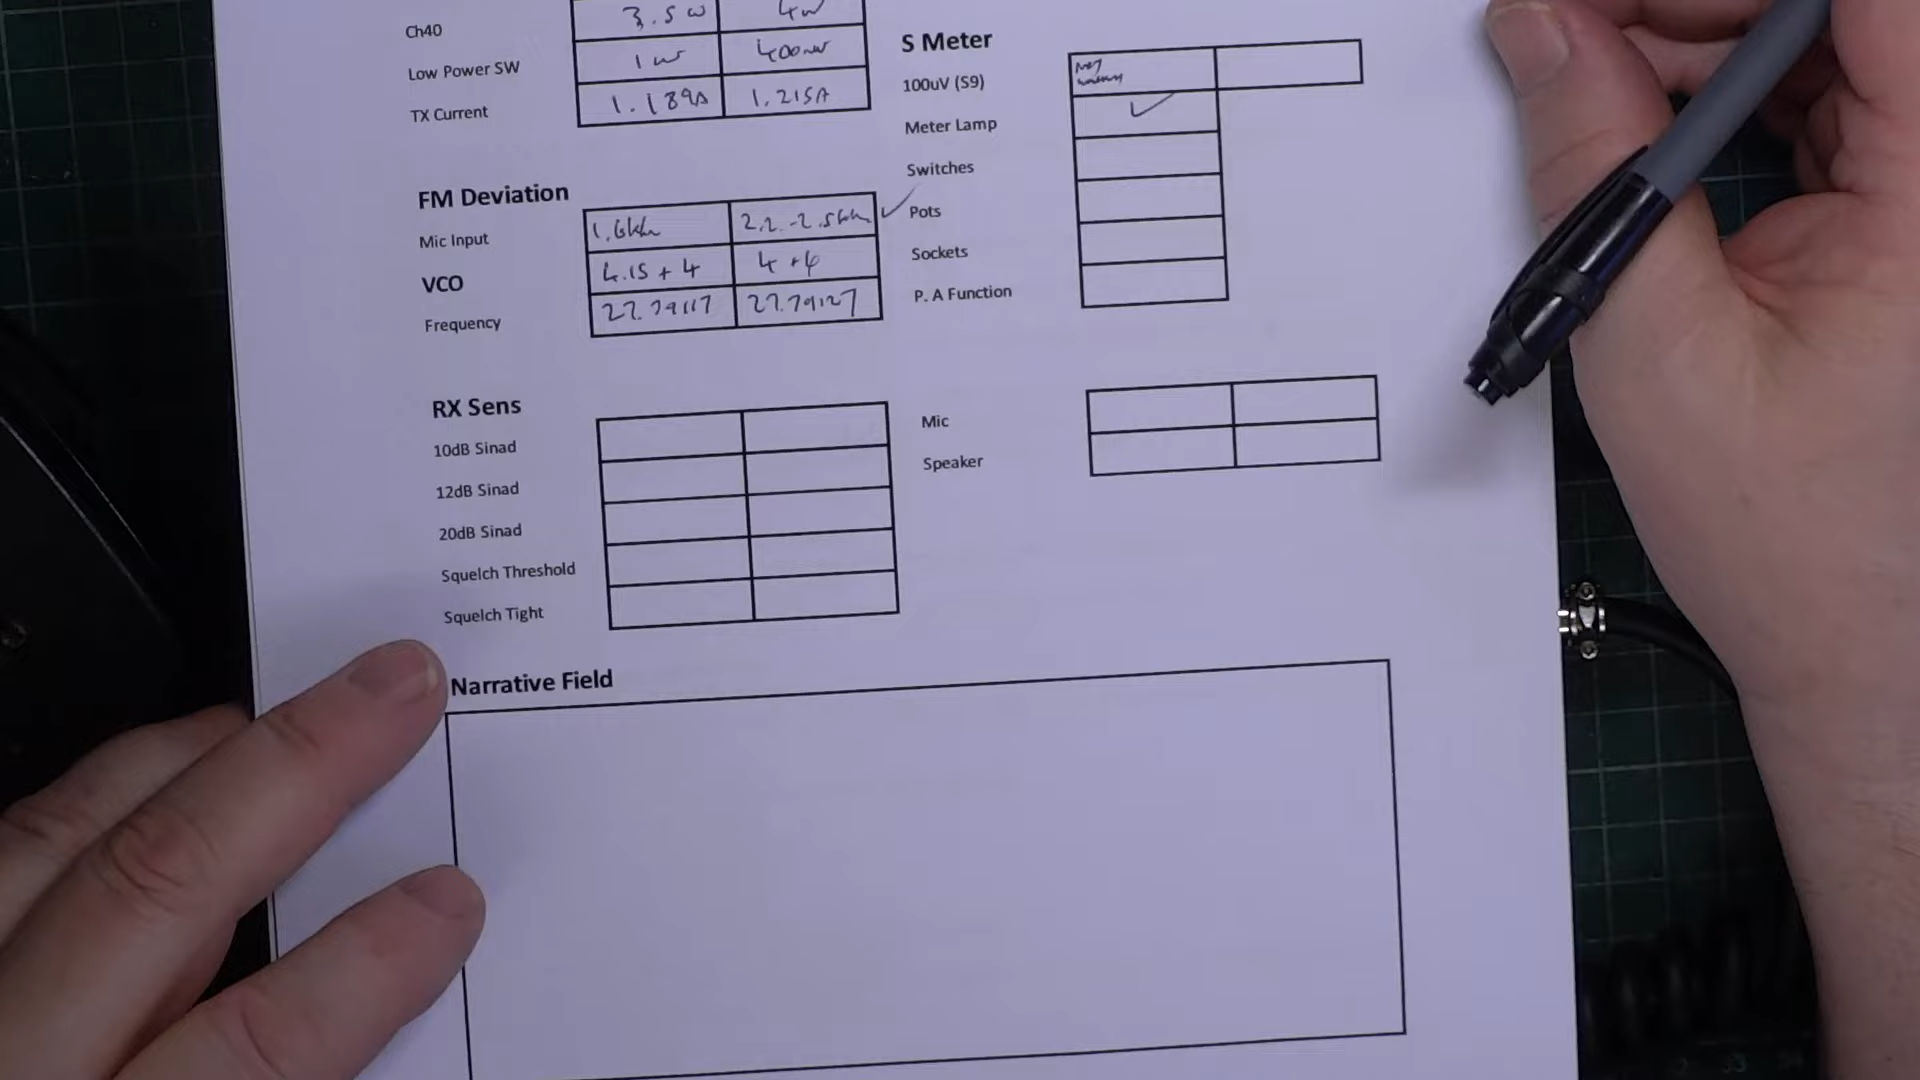 Ch40 3.5w 4w
Low Power SW 1w 400mW
TX Current 1.189A 1.215A
FM Deviation
Mic Input 1.6khz 2.2-2.5khz ✓
VCO 4.15 + 4 4 + 4
Frequency 27.79117 27.79127
RX Sens
10dB Sinad
12dB Sinad
20dB Sinad
Squelch Threshold
Squelch Tight
S Meter
100uV (S9) not
Meter Lamp ✓
Switches
Pots
Sockets
P. A Function
Mic
Speaker
Narrative Field